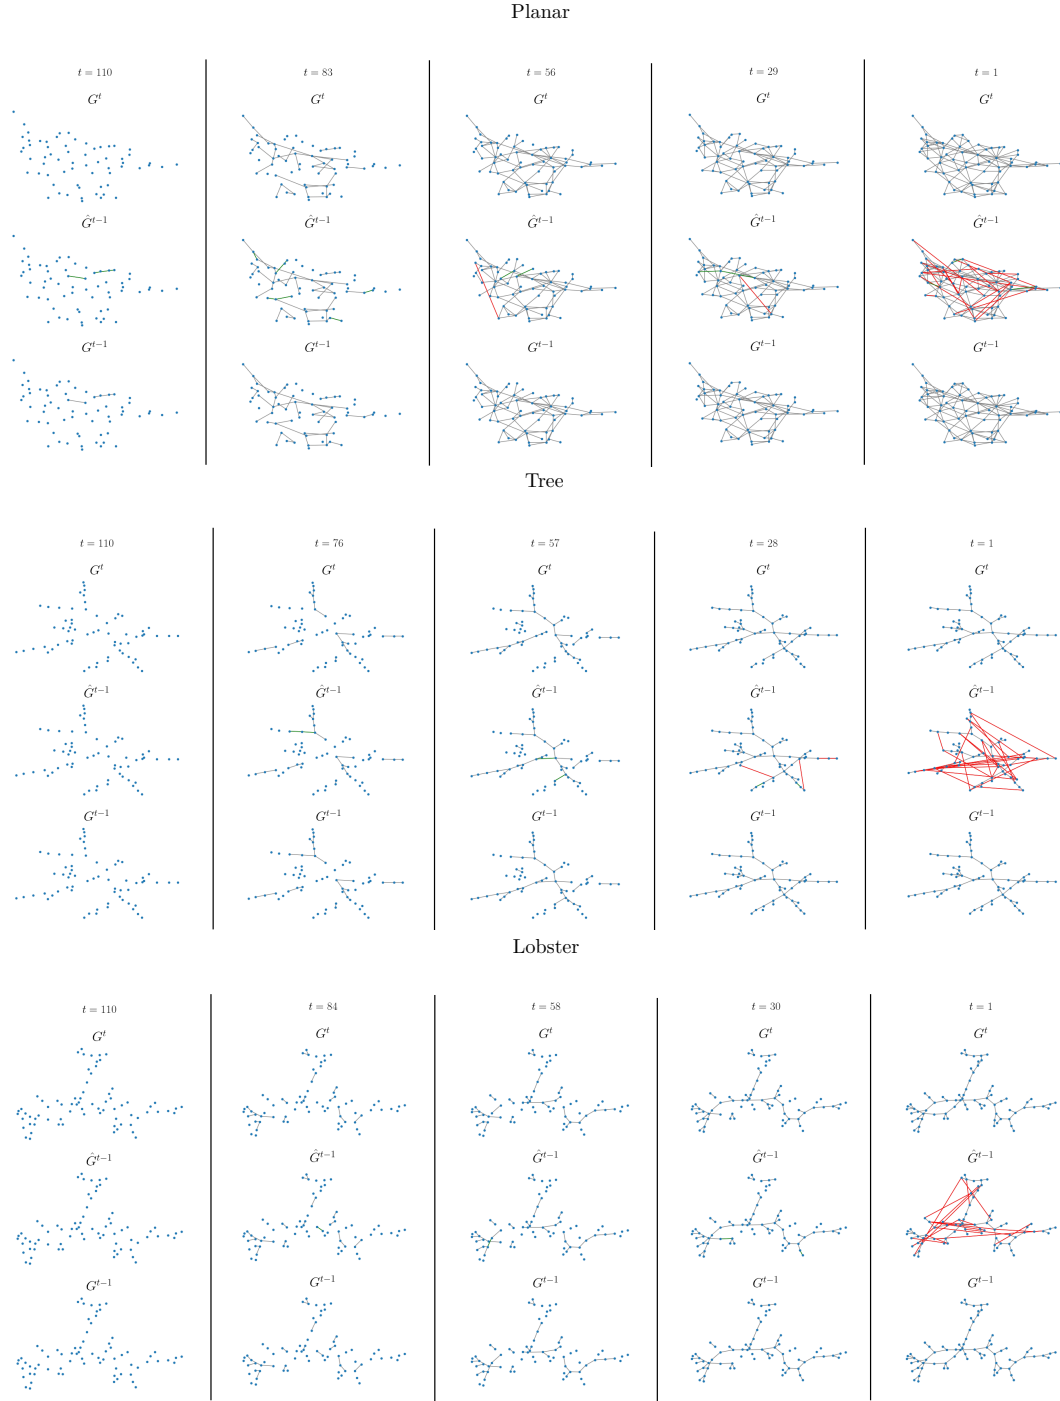 Planar
t = 110 t = 83 t = 56 t = 29 t = 1
G^t G^t G^t G^t G^t
Ĝ^{t−1} Ĝ^{t−1} Ĝ^{t−1} Ĝ^{t−1} Ĝ^{t−1}
G^{t−1} G^{t−1} G^{t−1} G^{t−1} G^{t−1}
Tree
t = 110 t = 76 t = 57 t = 28 t = 1
G^t G^t G^t G^t G^t
Ĝ^{t−1} Ĝ^{t−1} Ĝ^{t−1} Ĝ^{t−1} Ĝ^{t−1}
G^{t−1} G^{t−1} G^{t−1} G^{t−1} G^{t−1}
Lobster
t = 110 t = 84 t = 58 t = 30 t = 1
G^t G^t G^t G^t G^t
Ĝ^{t−1} Ĝ^{t−1} Ĝ^{t−1} Ĝ^{t−1} Ĝ^{t−1}
G^{t−1} G^{t−1} G^{t−1} G^{t−1} G^{t−1}